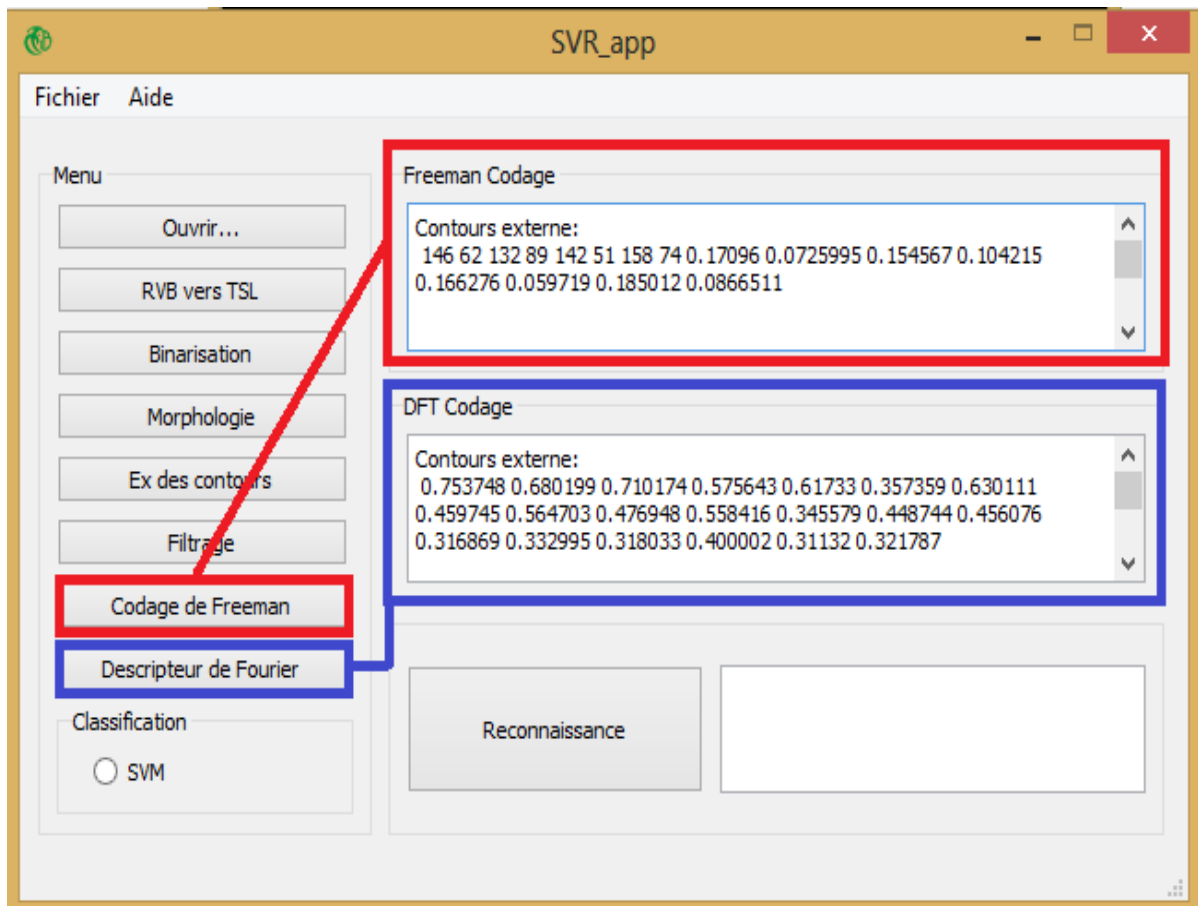 SVR_app
Fichier Aide
Menu
Ouvrir...
RVB vers TSL
Binarisation
Morphologie
Ex des contours
Filtrage
Codage de Freeman
Descripteur de Fourier
Classification
SVM
Freeman Codage
Contours externe:
146 62 132 89 142 51 158 74 0.17096 0.0725995 0.154567 0.104215
0.166276 0.059719 0.185012 0.0866511
DFT Codage
Contours externe:
0.753748 0.680199 0.710174 0.575643 0.61733 0.357359 0.630111
0.459745 0.564703 0.476948 0.558416 0.345579 0.448744 0.456076
0.316869 0.332995 0.318033 0.400002 0.31132 0.321787
Reconnaissance